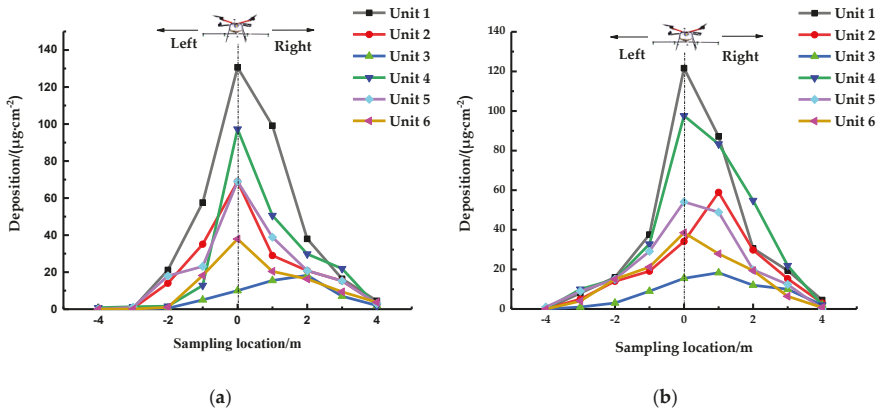 Left
Right
Unit 1
Unit 2
Unit 3
Unit 4
Unit 5
Unit 6
140
120
100
80
60
40
20
0
Deposition/(μg·cm-2)
-4 -2 0 2 4
Sampling location/m
(a)
Left
Right
Unit 1
Unit 2
Unit 3
Unit 4
Unit 5
Unit 6
140
120
100
80
60
40
20
0
Deposition/(μg·cm-2)
-4 -2 0 2 4
Sampling location/m
(b)